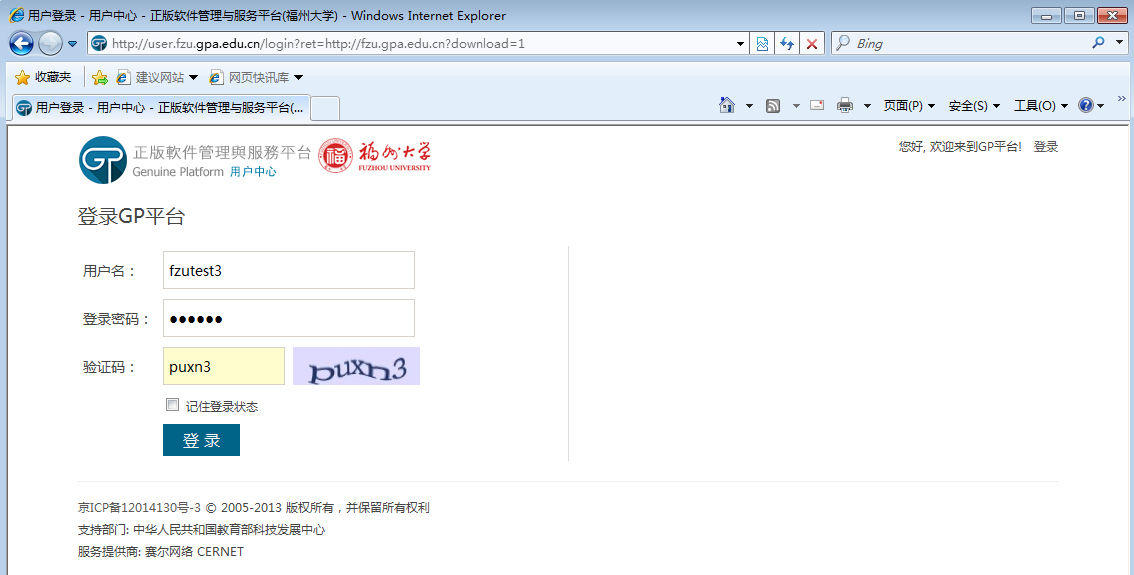 用户登录 - 用户中心 - 正版软件管理与服务平台(福州大学) - Windows Internet Explorer
http://user.fzu.gpa.edu.cn/login?ret=http://fzu.gpa.edu.cn?download=1
Bing
收藏夹 建议网站 网页快讯库
用户登录 - 用户中心 - 正版软件管理与服务平台(...
页面(P) 安全(S) 工具(O)
GP 正版软件管理與服務平台 福 福州大学
Genuine Platform 用户中心 FUZHOU UNIVERSITY
您好, 欢迎来到GP平台! 登录
登录GP平台
用户名： fzutest3
登录密码： ●●●●●●
验证码： puxn3 puxn3
记住登录状态
登 录
京ICP备12014130号-3 © 2005-2013 版权所有，并保留所有权利
支持部门: 中华人民共和国教育部科技发展中心
服务提供商: 赛尔网络 CERNET